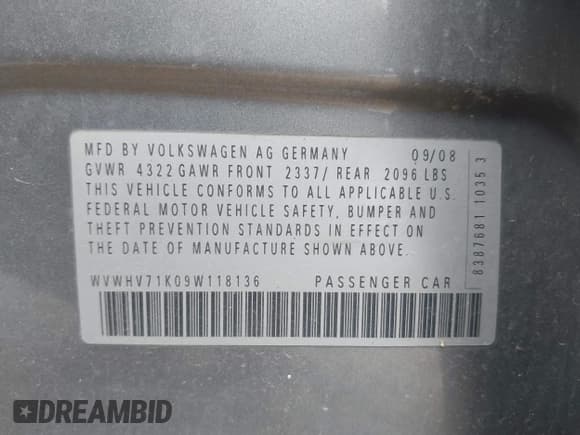 MFD BY VOLKSWAGEN AG GERMANY 09/08
GVWR 4322 GAWR FRONT 2337/ REAR 2096 LBS
THIS VEHICLE CONFORMS TO ALL APPLICABLE U.S.
FEDERAL MOTOR VEHICLE SAFETY, BUMPER AND
THEFT PREVENTION STANDARDS IN EFFECT ON
THE DATE OF MANUFACTURE SHOWN ABOVE.
WVWHV71K09W118136 PASSENGER CAR
8387681 1035 3
DREAMBID